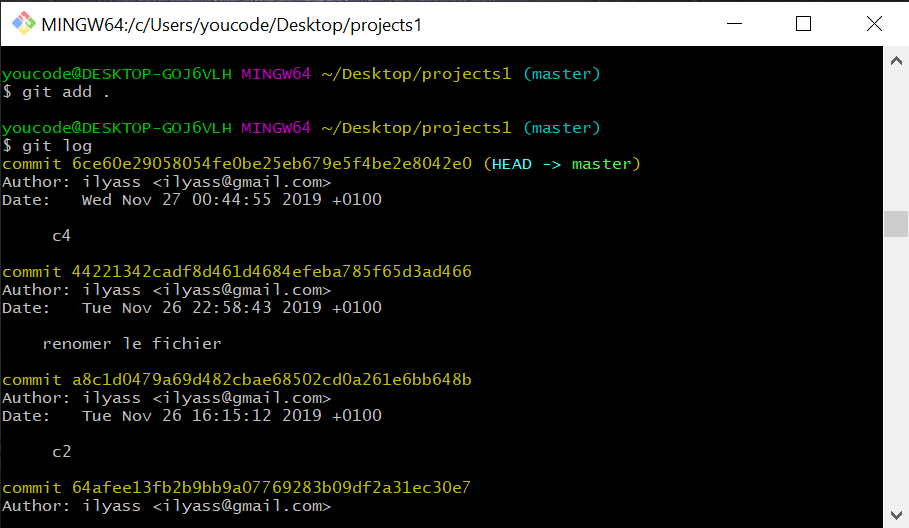 MINGW64:/c/Users/youcode/Desktop/projects1
youcode@DESKTOP-GOJ6VLH MINGW64 ~/Desktop/projects1 (master)
$ git add .
youcode@DESKTOP-GOJ6VLH MINGW64 ~/Desktop/projects1 (master)
$ git log
commit 6ce60e29058054fe0be25eb679e5f4be2e8042e0 (HEAD -> master)
Author: ilyass <ilyass@gmail.com>
Date:   Wed Nov 27 00:44:55 2019 +0100
c4
commit 44221342cadf8d461d4684efeba785f65d3ad466
Author: ilyass <ilyass@gmail.com>
Date:   Tue Nov 26 22:58:43 2019 +0100
renomer le fichier
commit a8c1d0479a69d482cbae68502cd0a261e6bb648b
Author: ilyass <ilyass@gmail.com>
Date:   Tue Nov 26 16:15:12 2019 +0100
c2
commit 64afee13fb2b9bb9a07769283b09df2a31ec30e7
Author: ilyass <ilyass@gmail.com>